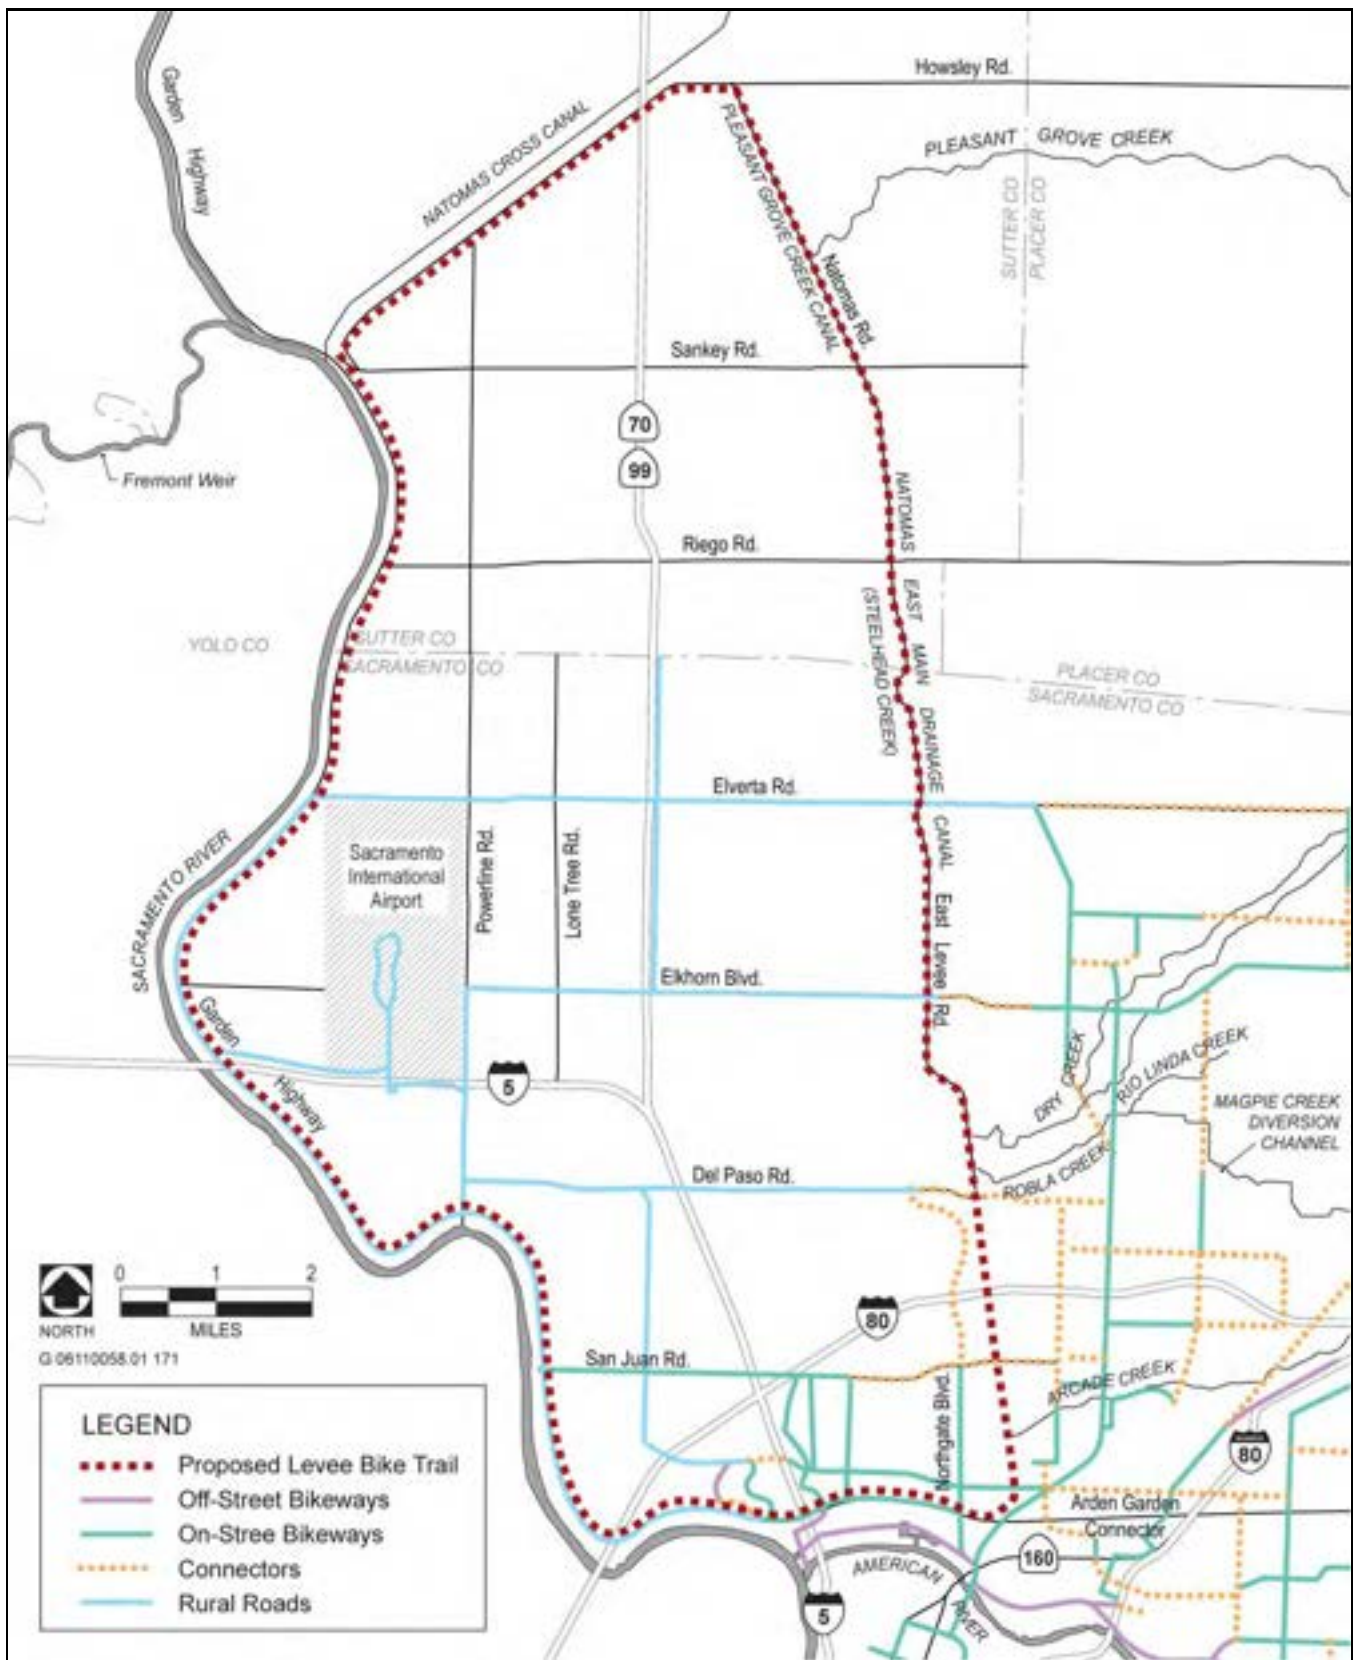 Howsley Rd.
Garden
Highway
NATOMAS CROSS CANAL
PLEASANT GROVE CREEK CANAL
PLEASANT GROVE CREEK
SUTTER CO
PLACER CO
Natomas Rd.
Sankey Rd.
70
99
Fremont Weir
Riego Rd.
NATOMAS EAST MAIN DRAINAGE CANAL
(STEELHEAD CREEK)
YOLO CO
SUTTER CO
SACRAMENTO CO
PLACER CO
SACRAMENTO CO
Elverta Rd.
SACRAMENTO RIVER
Sacramento
International
Airport
Powerline Rd.
Lone Tree Rd.
East Levee Rd.
Elkhorn Blvd.
Garden
Highway
5
DRY CREEK
RIO LINDA CREEK
MAGPIE CREEK
DIVERSION
CHANNEL
ROBLA CREEK
Del Paso Rd.
0 1 2
MILES
NORTH
G 06110058.01 171
80
San Juan Rd.
Northgate Blvd.
ARCADE CREEK
80
Arden Garden
Connector
160
AMERICAN
RIVER
5
LEGEND
Proposed Levee Bike Trail
Off-Street Bikeways
On-Stree Bikeways
Connectors
Rural Roads